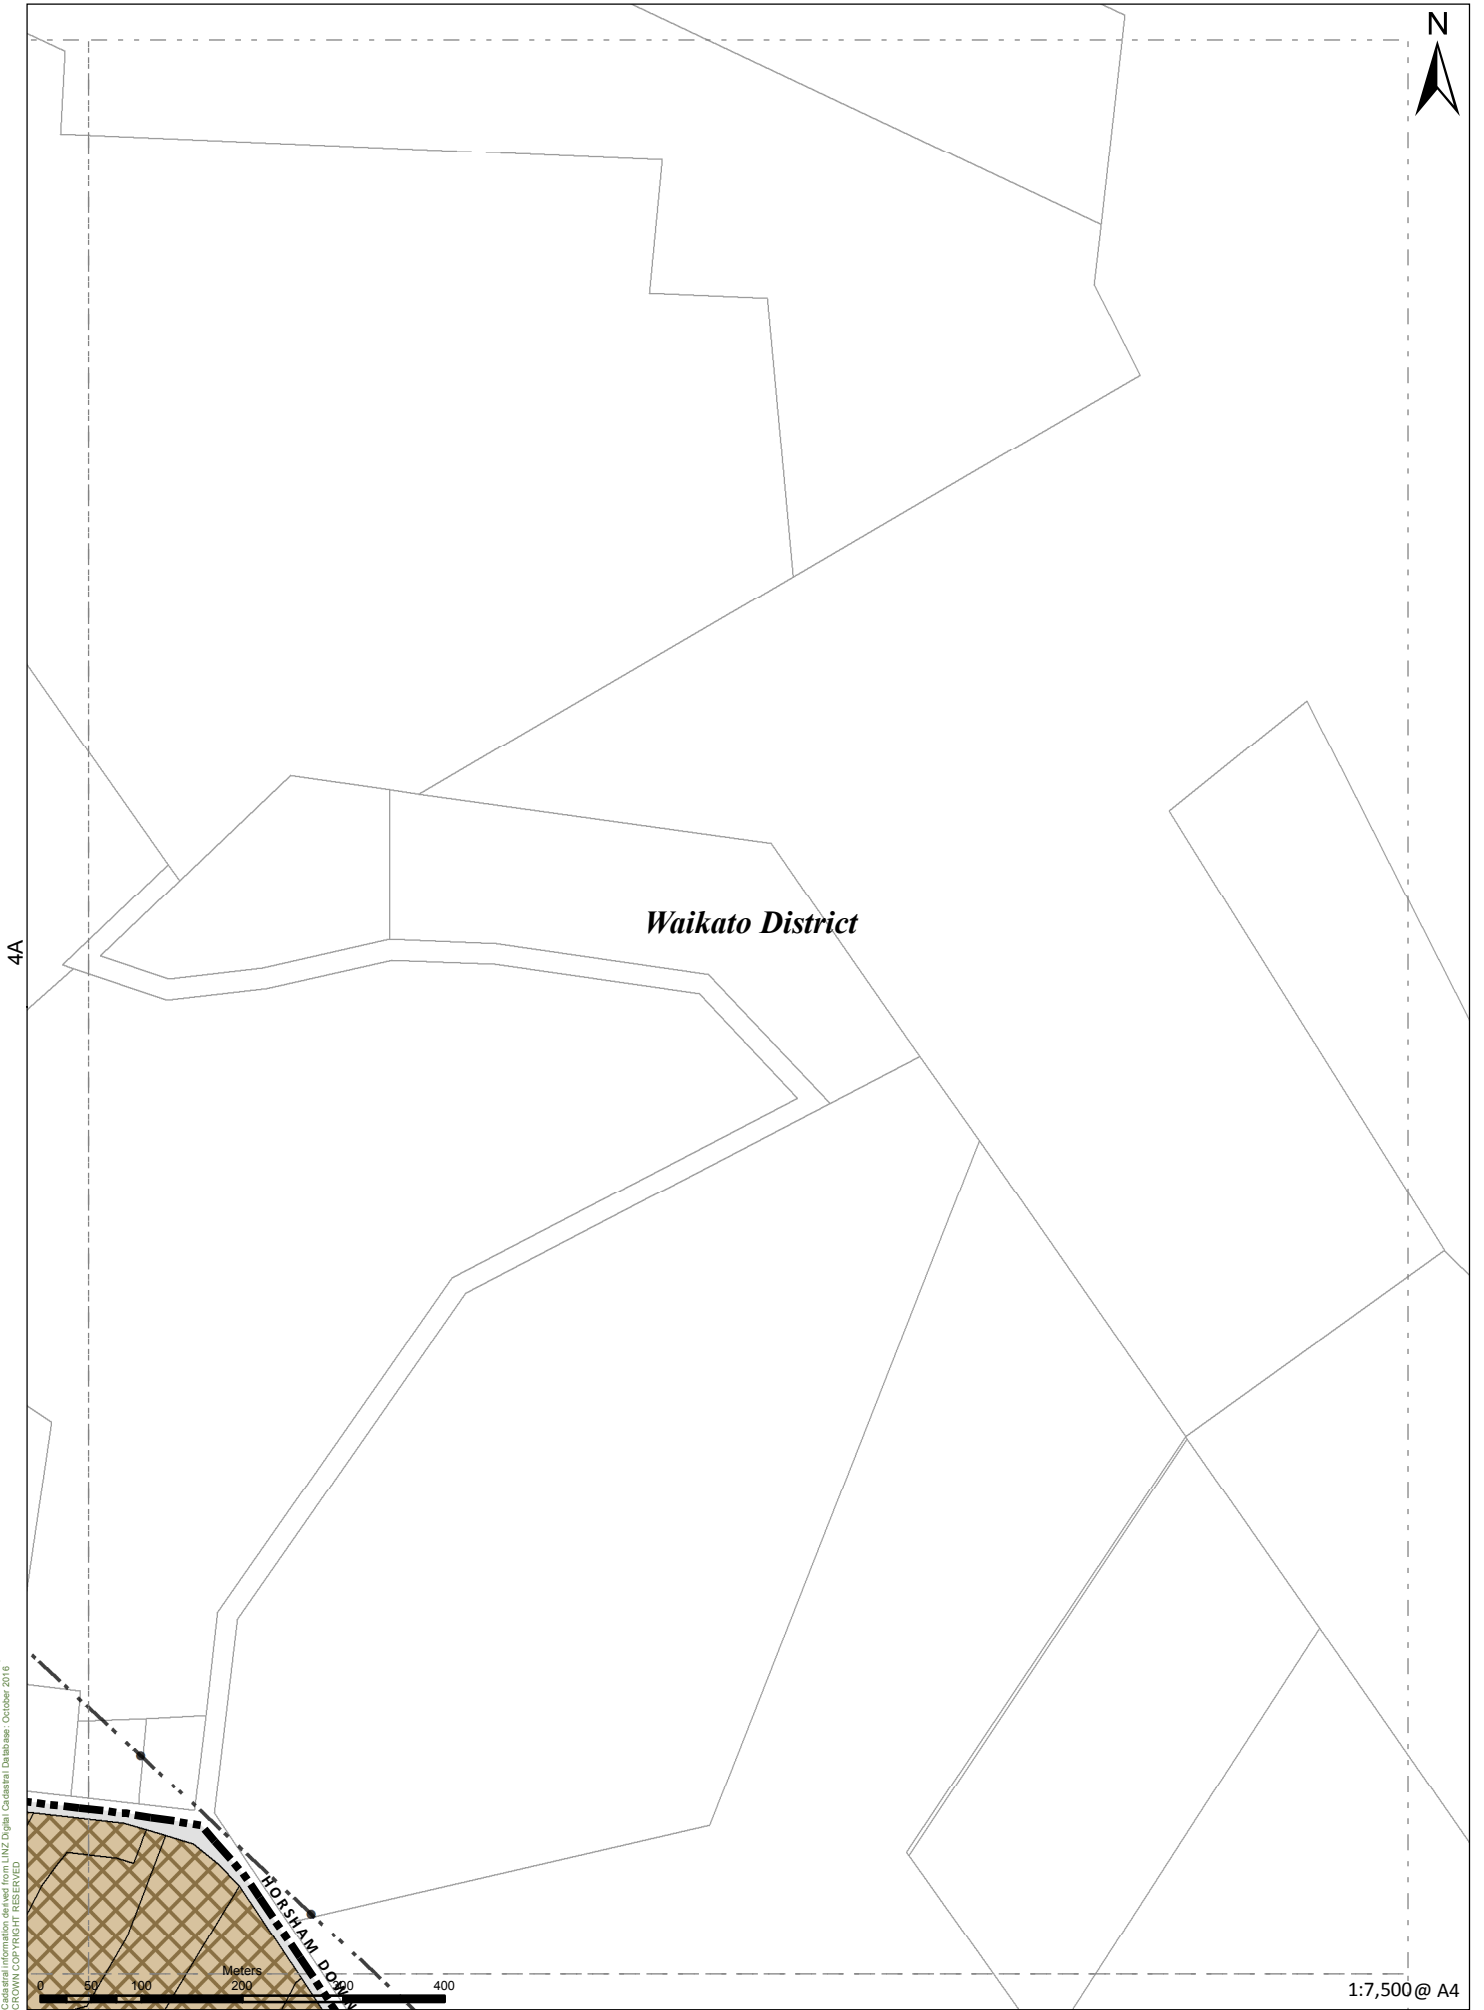 N
Waikato District
4A
Cadastral information derived from LINZ Digital Cadastral Database: October 2016
CROWN COPYRIGHT RESERVED
HORSHAM DOWN
Meters
0 50 100 200 300 400
1:7,500@ A4